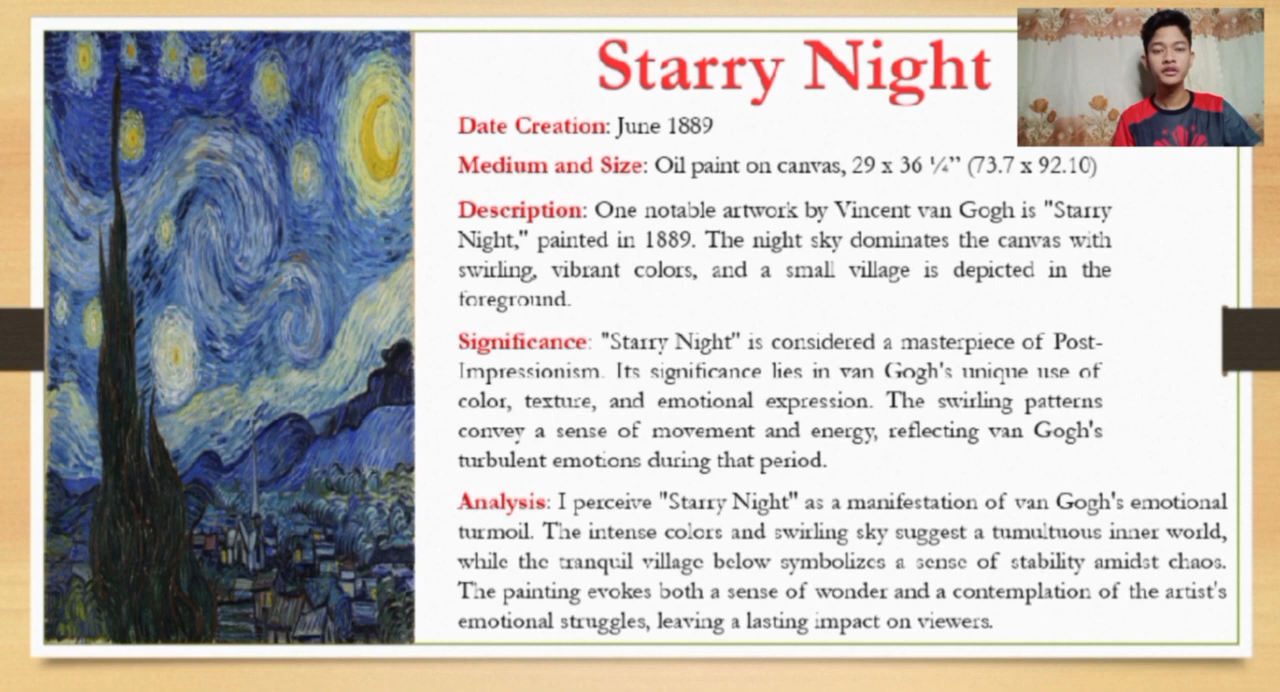 Starry Night
Date Creation: June 1889
Medium and Size: Oil paint on canvas, 29 x 36 ¼” (73.7 x 92.10)
Description: One notable artwork by Vincent van Gogh is "Starry
Night," painted in 1889. The night sky dominates the canvas with
swirling, vibrant colors, and a small village is depicted in the
foreground.
Significance: "Starry Night" is considered a masterpiece of Post-
Impressionism. Its significance lies in van Gogh's unique use of
color, texture, and emotional expression. The swirling patterns
convey a sense of movement and energy, reflecting van Gogh's
turbulent emotions during that period.
Analysis: I perceive "Starry Night" as a manifestation of van Gogh's emotional
turmoil. The intense colors and swirling sky suggest a tumultuous inner world,
while the tranquil village below symbolizes a sense of stability amidst chaos.
The painting evokes both a sense of wonder and a contemplation of the artist's
emotional struggles, leaving a lasting impact on viewers.